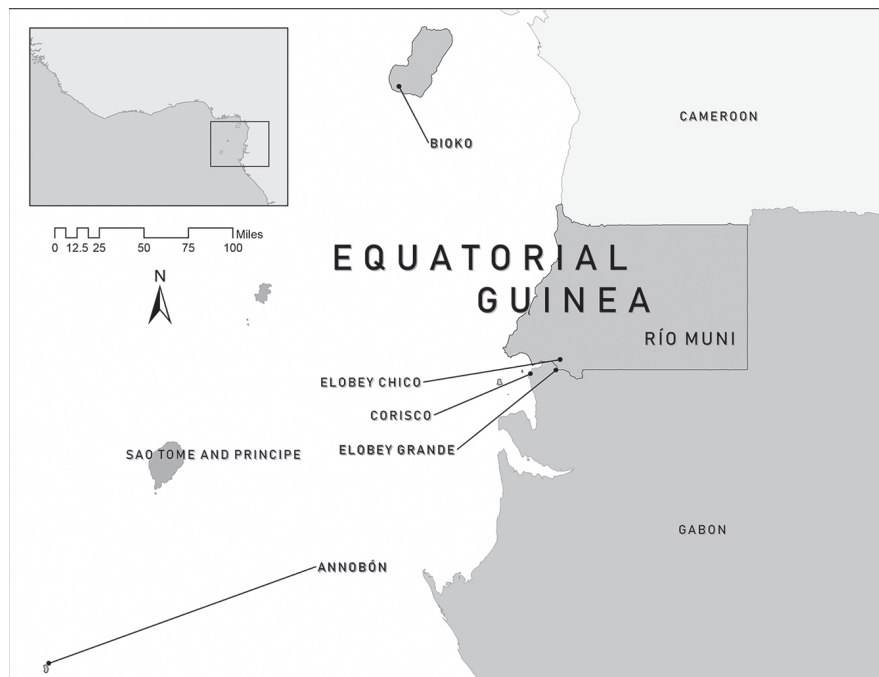 CAMEROON
BIOKO
Miles
0 12.5 25 50 75 100
N
EQUATORIAL
GUINEA
RÍO MUNI
ELOBEY CHICO
CORISCO
ELOBEY GRANDE
SAO TOME AND PRINCIPE
GABON
ANNOBÓN